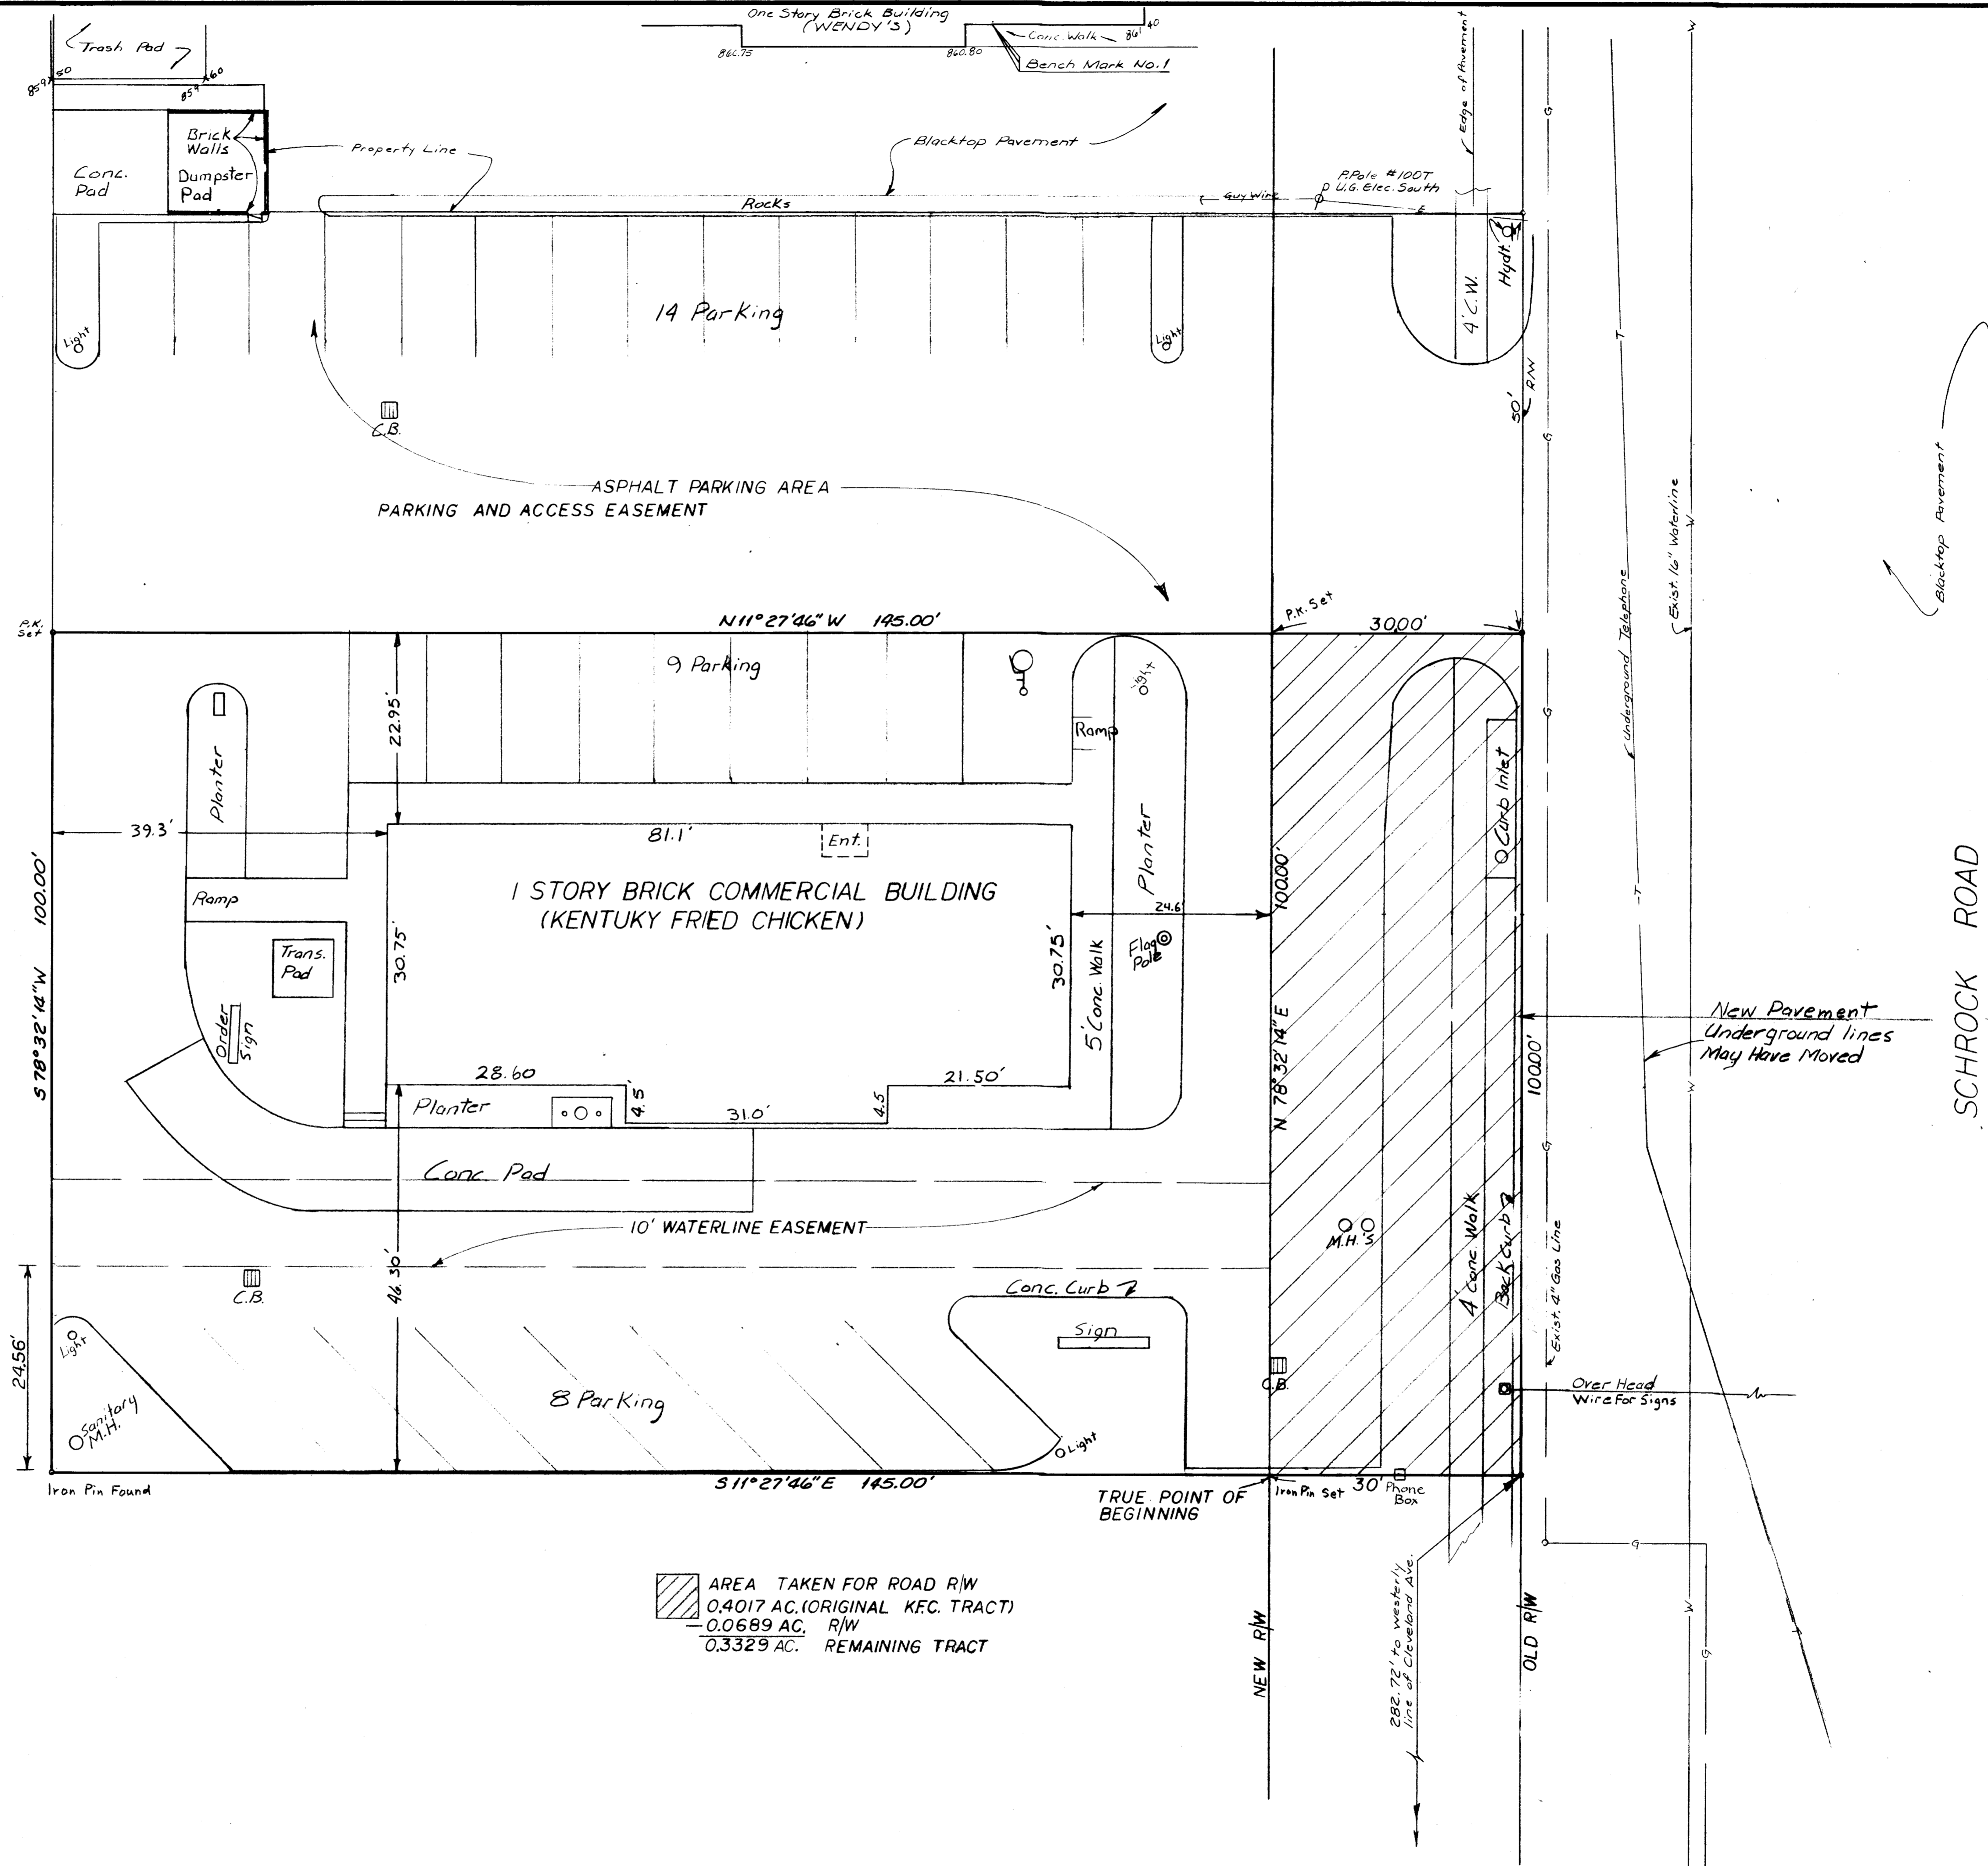 One Story Brick Building
(WENDY'S)
Conc. Walk
861.40
860.80
Bench Mark No. 1
Trash Pad
859.50
859.60
Brick
Walls
Conc.
Pad
Dumpster
Pad
Property Line
Blacktop Pavement
Edge of Pavement
P.Pole #100T
U.G. Elec. South
Guy Wire
E
Rocks
Hydt.
4' C.W.
Light
14 Parking
Light
50' R/W
C.B.
ASPHALT PARKING AREA
PARKING AND ACCESS EASEMENT
Blacktop Pavement
Exist. 16" Waterline
Underground Telephone
P.K.
Set
N 11° 27' 46" W 145.00'
P.K. Set
30.00'
9 Parking
Light
22.95'
Ramp
Planter
Curb Inlet
39.3'
81.1'
Ent.
Planter
S 78° 32' 14" W 100.00'
1 STORY BRICK COMMERCIAL BUILDING
(KENTUKY FRIED CHICKEN)
Ramp
30.75'
Trans.
Pad
Order
Sign
30.75'
5' Conc. Walk
24.6'
Flag
Pole
100.00'
N 78° 32' 14" E
100.00'
New Pavement
Underground lines
May Have Moved
SCHROCK ROAD
28.60
21.50'
Planter
4.5'
31.0'
4.5
Conc. Pad
10' WATERLINE EASEMENT
46.30'
M.H.'S
4' Conc. Walk
Back Curb
Exist. 4" Gas Line
C.B.
24.56'
Conc. Curb
Sign
C.B.
Light
Sanitary
M.H.
8 Parking
Light
Over Head
Wire For Signs
Iron Pin Found
S 11° 27' 46" E 145.00'
TRUE POINT OF
BEGINNING
Iron Pin Set
30'
Phone
Box
AREA TAKEN FOR ROAD R/W
0.4017 AC. (ORIGINAL K.F.C. TRACT)
- 0.0689 AC. R/W
0.3329 AC. REMAINING TRACT
NEW R/W
282.72' to westerly
line of Cleveland Ave.
OLD R/W
G
G
G
G
G
G
G
T
T
T
W
W
W
W